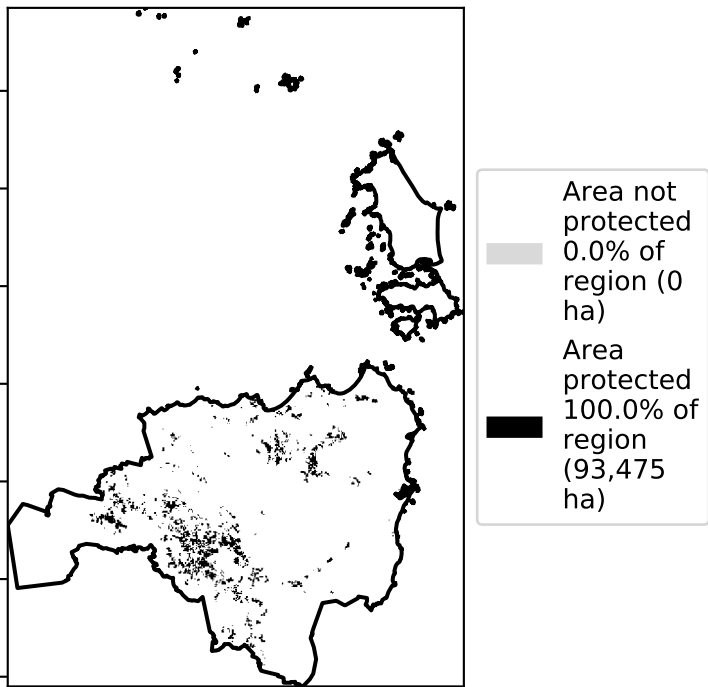 Area not
protected
0.0% of
region (0
ha)
Area
protected
100.0% of
region
(93,475
ha)